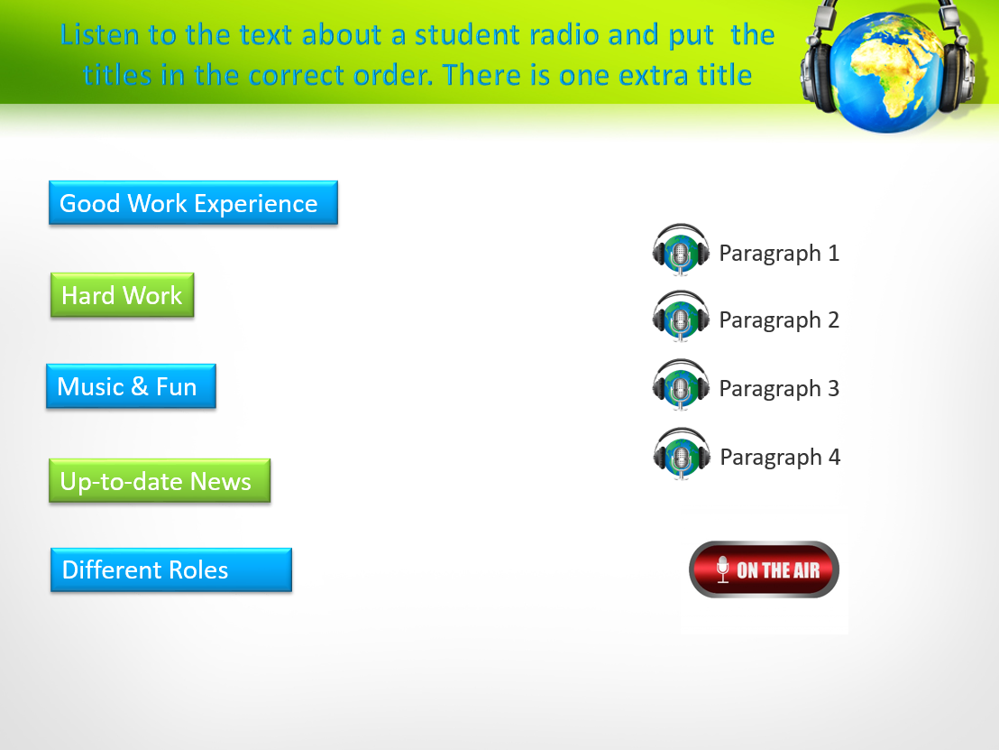 Listen to the text about a student radio and put the
titles in the correct order. There is one extra title
Good Work Experience
Hard Work
Music & Fun
Up-to-date News
Different Roles
Paragraph 1
Paragraph 2
Paragraph 3
Paragraph 4
ON THE AIR